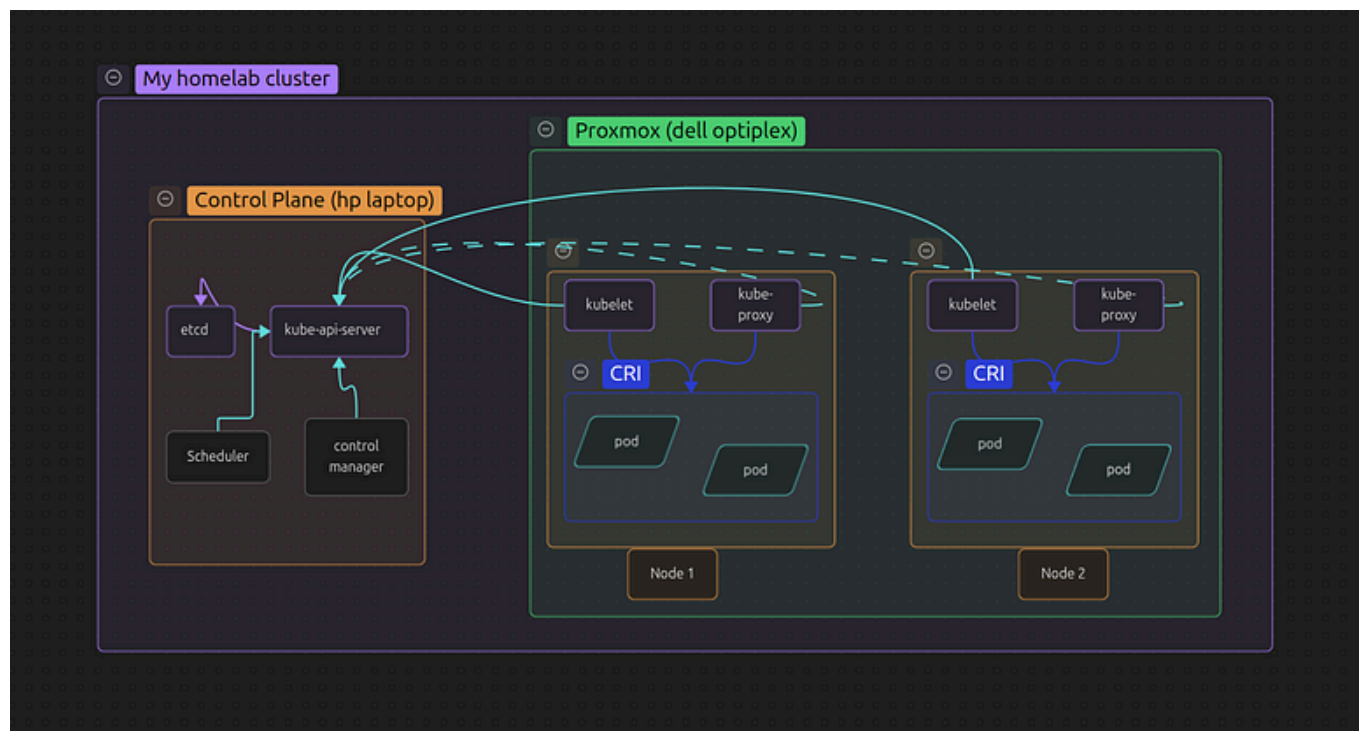 My homelab cluster
Proxmox (dell optiplex)
Control Plane (hp laptop)
etcd
kube-api-server
Scheduler
control
manager
kubelet
kube-
proxy
CRI
pod
pod
Node 1
kubelet
kube-
proxy
CRI
pod
pod
Node 2